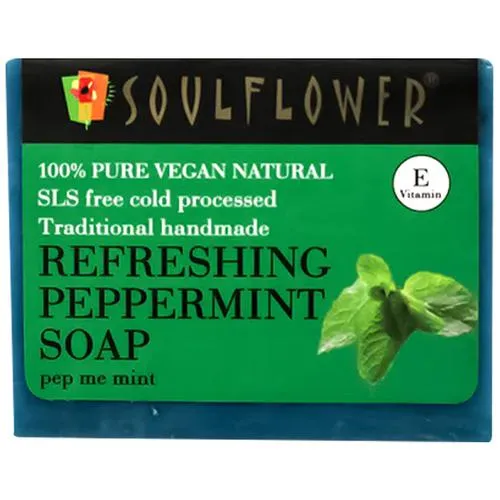 SOULFLOWER®
100% PURE VEGAN NATURAL
SLS free cold processed
Traditional handmade
E
Vitamin
REFRESHING
PEPPERMINT
SOAP
pep me mint